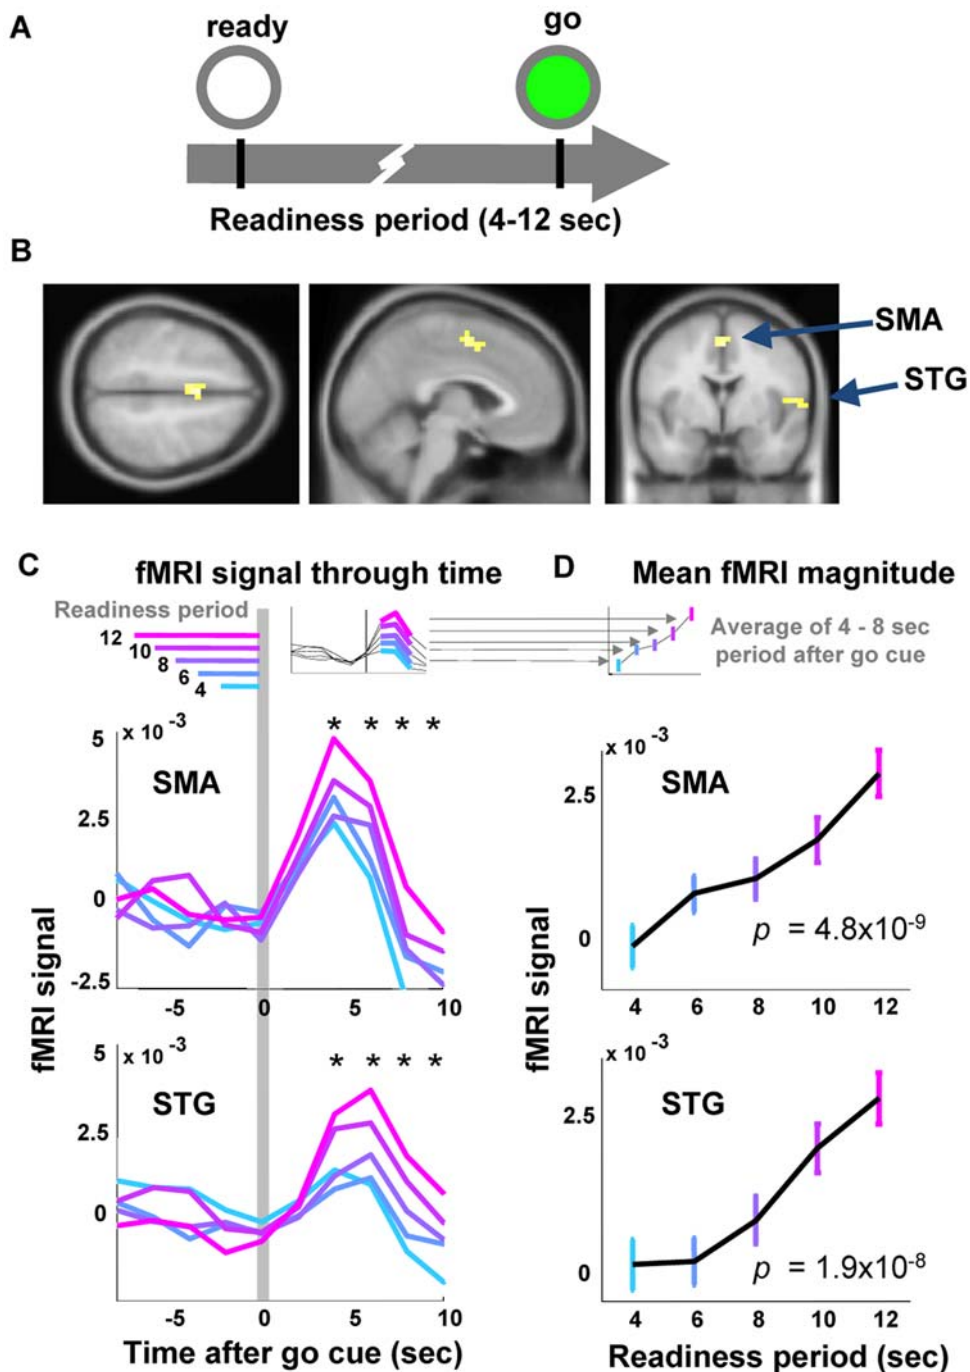 A
ready
go
Readiness period (4-12 sec)
B
SMA
STG
C
fMRI signal through time
D
Mean fMRI magnitude
Readiness period
12
10
8
6
4
Average of 4 - 8 sec
period after go cue
* * * *
x 10 -3
5
SMA
2.5
0
-2.5
-5
0
5
10
fMRI signal
x 10 -3
SMA
2.5
0
p = 4.8x10-9
4
6
8
10
12
fMRI signal
* * * *
5
x 10 -3
STG
2.5
0
-5
0
5
10
Time after go cue (sec)
x 10 -3
STG
2.5
0
p = 1.9x10-8
4
6
8
10
12
Readiness period (sec)